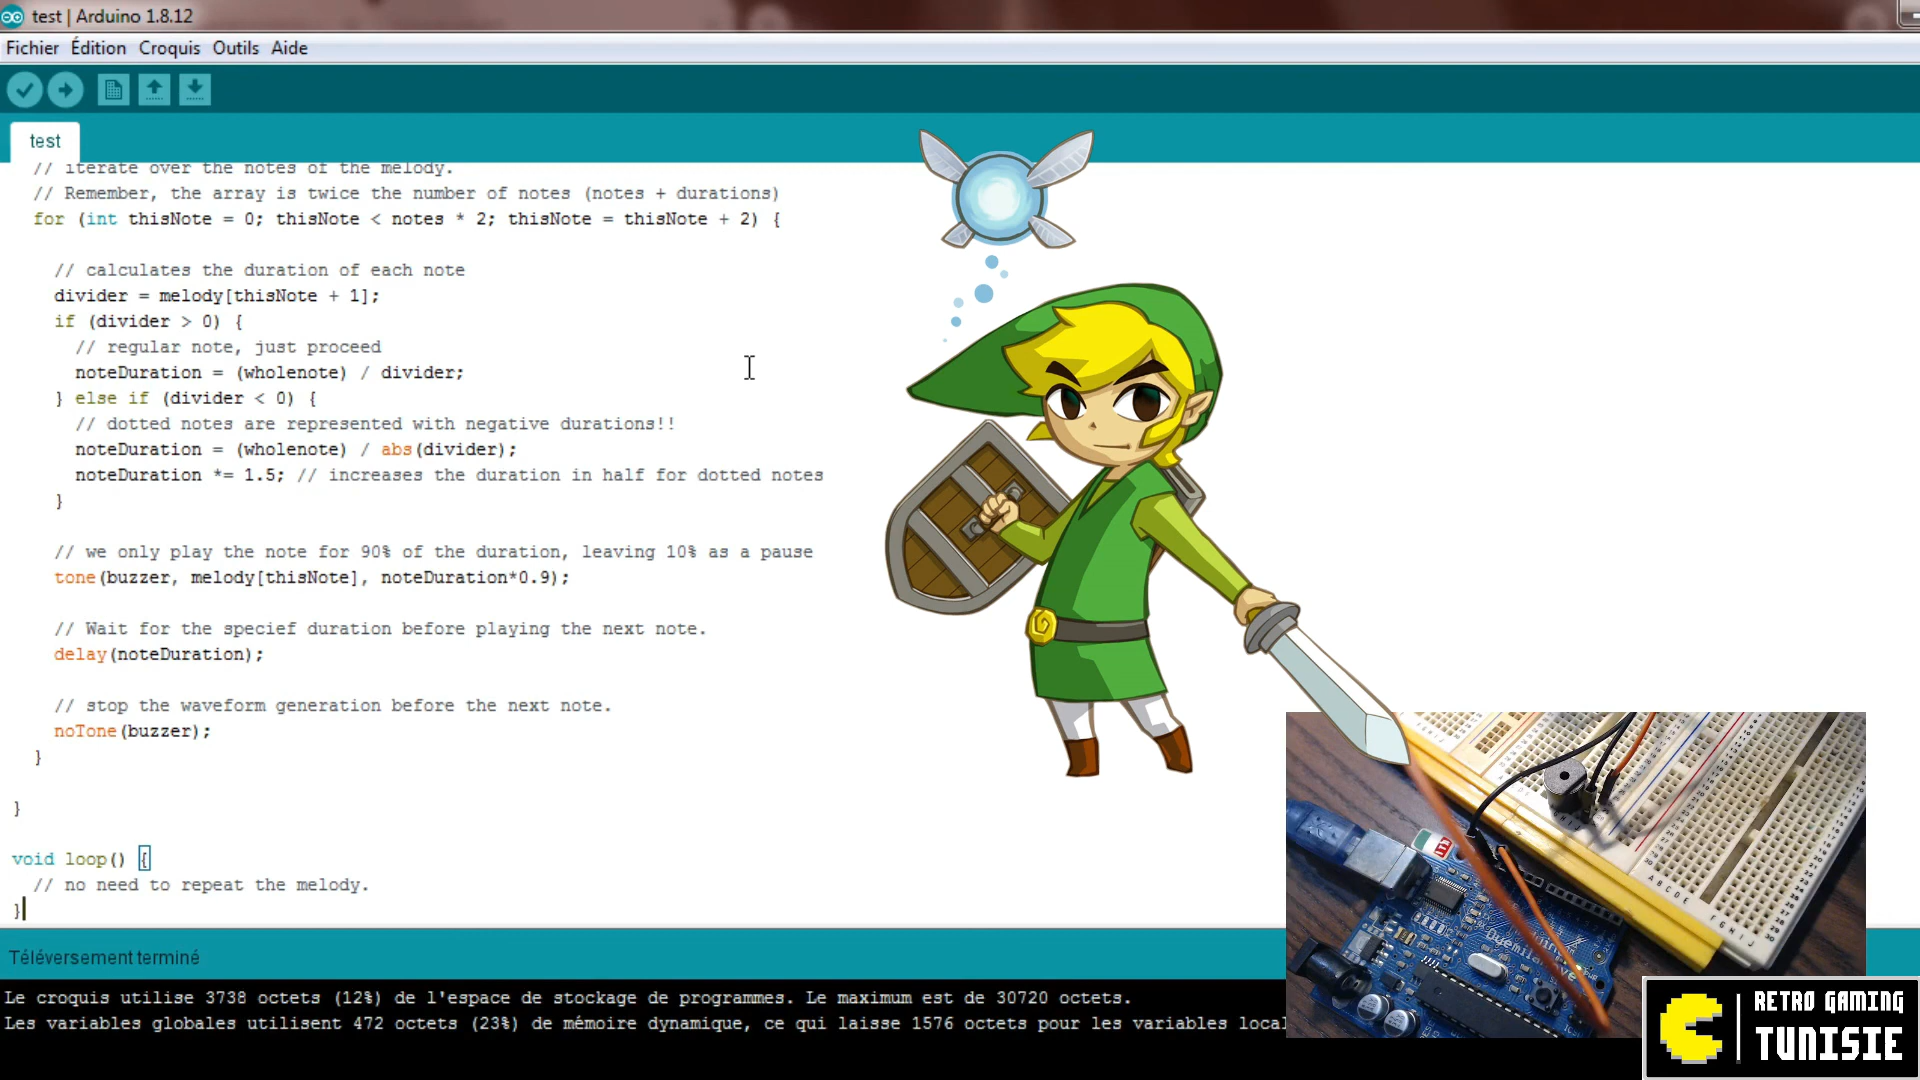 test | Arduino 1.8.12
Fichier Édition Croquis Outils Aide
test
// iterate over the notes of the melody.
// Remember, the array is twice the number of notes (notes + durations)
for (int thisNote = 0; thisNote < notes * 2; thisNote = thisNote + 2) {
// calculates the duration of each note
divider = melody[thisNote + 1];
if (divider > 0) {
// regular note, just proceed
noteDuration = (wholenote) / divider;
} else if (divider < 0) {
// dotted notes are represented with negative durations!!
noteDuration = (wholenote) / abs(divider);
noteDuration *= 1.5; // increases the duration in half for dotted notes
}
// we only play the note for 90% of the duration, leaving 10% as a pause
tone(buzzer, melody[thisNote], noteDuration*0.9);
// Wait for the specief duration before playing the next note.
delay(noteDuration);
// stop the waveform generation before the next note.
noTone(buzzer);
}
}
void loop() {
// no need to repeat the melody.
}
Téléversement terminé
Le croquis utilise 3738 octets (12%) de l'espace de stockage de programmes. Le maximum est de 30720 octets.
Les variables globales utilisent 472 octets (23%) de mémoire dynamique, ce qui laisse 1576 octets pour les variables local
RETRO GAMING
TUNISIE